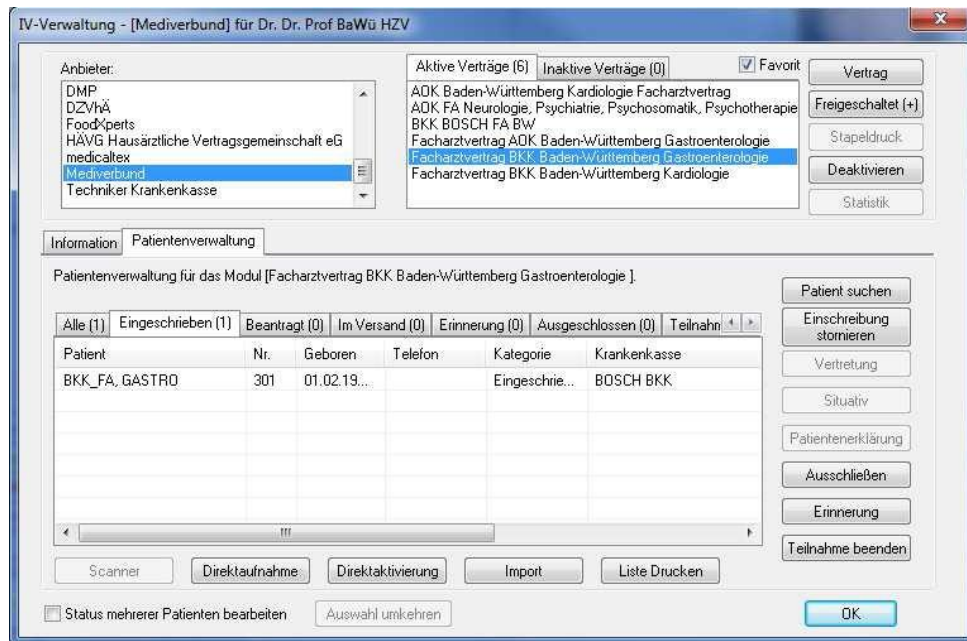 IV-Verwaltung - [Mediverbund] für Dr. Dr. Prof BaWü HZV
x
Anbieter:
DMP
DZVhÄ
FoodXperts
HÄVG Hausärztliche Vertragsgemeinschaft eG
medicaltex
Mediverbund
Techniker Krankenkasse
Aktive Verträge (6) Inaktive Verträge (0) Favorit
AOK Baden-Württemberg Kardiologie Facharztvertrag
AOK FA Neurologie, Psychiatrie, Psychosomatik, Psychotherapie
BKK BOSCH FA BW
Facharztvertrag AOK Baden-Württemberg Gastroenterologie
Facharztvertrag BKK Baden-Württemberg Gastroenterologie
Facharztvertrag BKK Baden-Württemberg Kardiologie
Vertrag
Freigeschaltet (+)
Stapeldruck
Deaktivieren
Statistik
Information Patientenverwaltung
Patientenverwaltung für das Modul [Facharztvertrag BKK Baden-Württemberg Gastroenterologie ].
Alle (1) Eingeschrieben (1) Beantragt (0) Im Versand (0) Erinnerung (0) Ausgeschlossen (0) Teilnahm
Patient Nr. Geboren Telefon Kategorie Krankenkasse
BKK_FA, GASTRO 301 01.02.19... Eingeschrie... BOSCH BKK
Patient suchen
Einschreibung
stornieren
Vertretung
Situativ
Patientenerklärung
Ausschließen
Erinnerung
Teilnahme beenden
Scanner Direktaufnahme Direktaktivierung Import Liste Drucken
Status mehrerer Patienten bearbeiten Auswahl umkehren OK